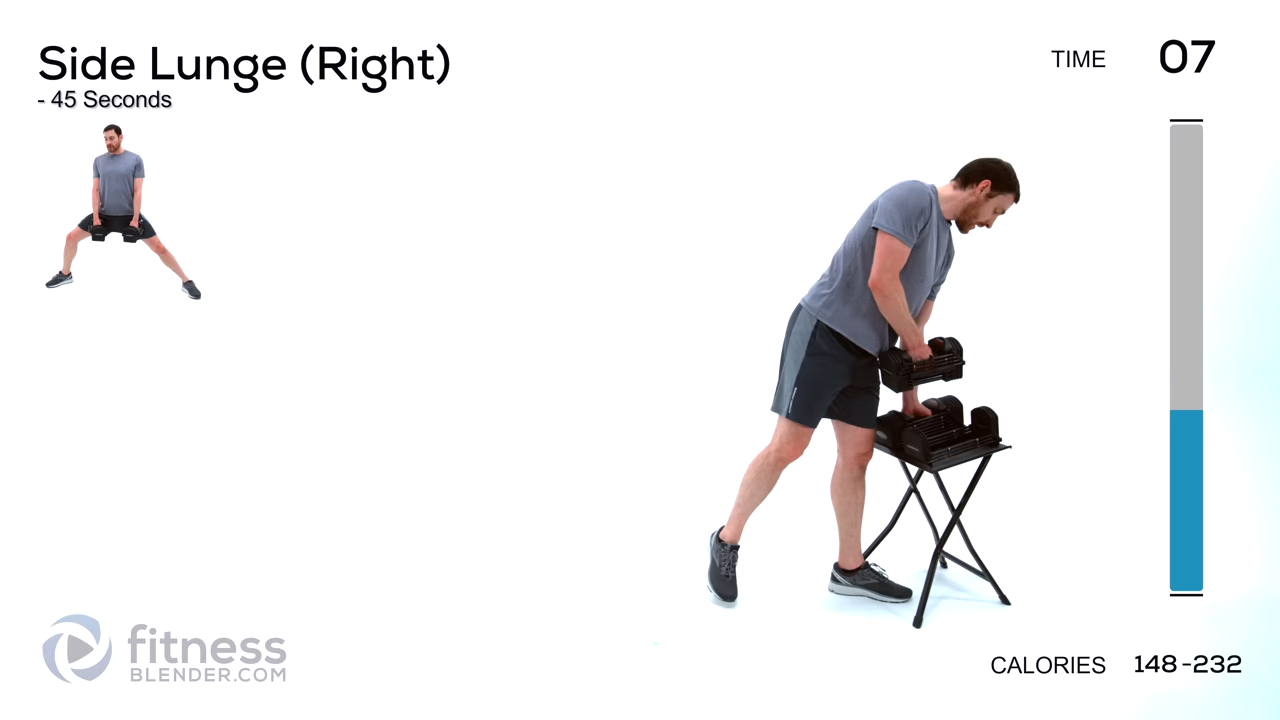 Side Lunge (Right)
- 45 Seconds
TIME 07
fitness
BLENDER.COM
CALORIES 148-232